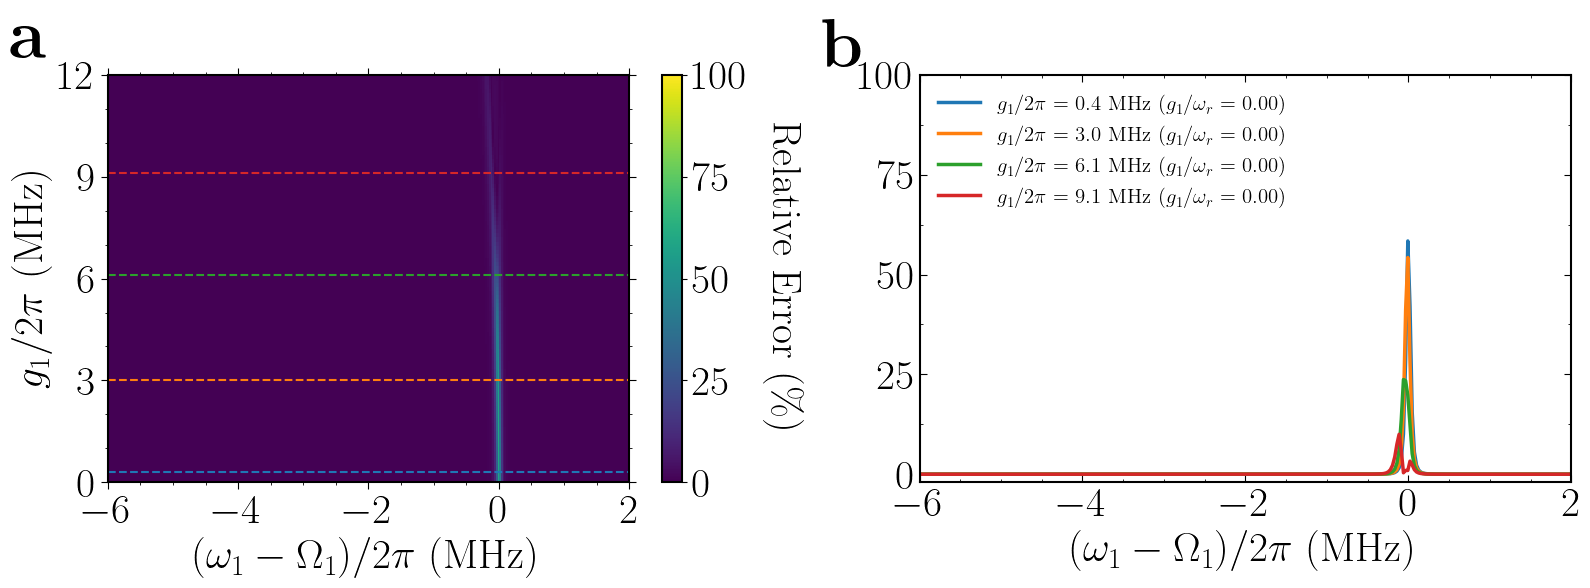 a
12
9
6
3
0
g₁/2π (MHz)
−6 −4 −2 0 2
(ω₁ − Ω₁)/2π (MHz)
100
75
50
25
0
Relative Error (%)
b
100
75
50
25
0
g₁/2π = 0.4 MHz (g₁/ωᵣ = 0.00)
g₁/2π = 3.0 MHz (g₁/ωᵣ = 0.00)
g₁/2π = 6.1 MHz (g₁/ωᵣ = 0.00)
g₁/2π = 9.1 MHz (g₁/ωᵣ = 0.00)
−6 −4 −2 0 2
(ω₁ − Ω₁)/2π (MHz)